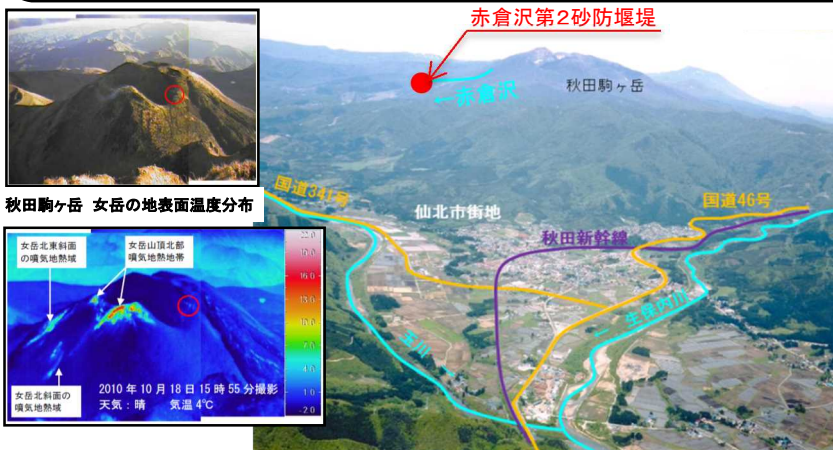 赤倉沢第2砂防堰堤
一赤倉沢
秋田駒ヶ岳
国道341号
仙北市街地
国道46号
秋田新幹線
一 生保内川
玉川 一
秋田駒ヶ岳 女岳の地表面温度分布
女岳北東斜面
の噴気地熱域
女岳山頂北部
噴気地熱地帯
女岳北斜面の
噴気地熱域
2010年10月18日15時55分撮影
天気：晴 気温4℃
19.0
16.0
13.0
10.0
7.0
4.0
1.0
-2.0